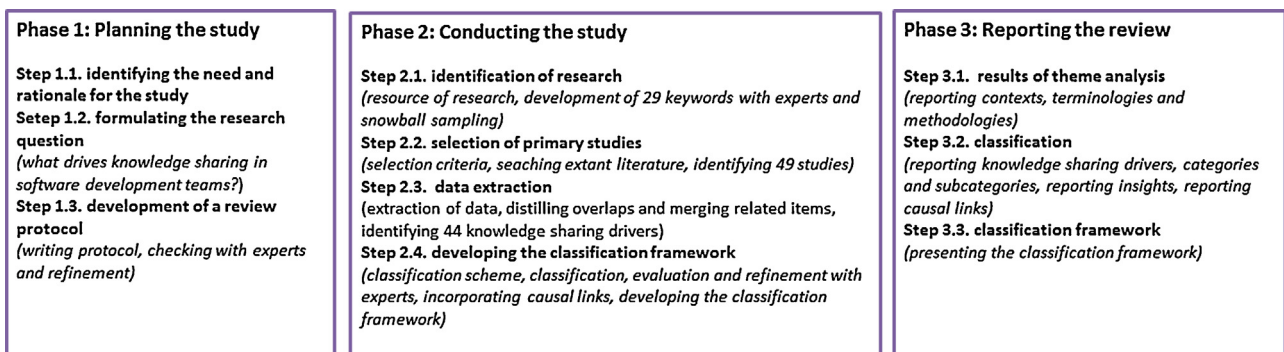 Phase 1: Planning the study
Step 1.1. identifying the need and
rationale for the study
Setep 1.2. formulating the research
question
(what drives knowledge sharing in
software development teams?)
Step 1.3. development of a review
protocol
(writing protocol, checking with experts
and refinement)
Phase 2: Conducting the study
Step 2.1. identification of research
(resource of research, development of 29 keywords with experts and
snowball sampling)
Step 2.2. selection of primary studies
(selection criteria, seaching extant literature, identifying 49 studies)
Step 2.3. data extraction
(extraction of data, distilling overlaps and merging related items,
identifying 44 knowledge sharing drivers)
Step 2.4. developing the classification framework
(classification scheme, classification, evaluation and refinement with
experts, incorporating causal links, developing the classification
framework)
Phase 3: Reporting the review
Step 3.1. results of theme analysis
(reporting contexts, terminologies and
methodologies)
Step 3.2. classification
(reporting knowledge sharing drivers, categories
and subcategories, reporting insights, reporting
causal links)
Step 3.3. classification framework
(presenting the classification framework)